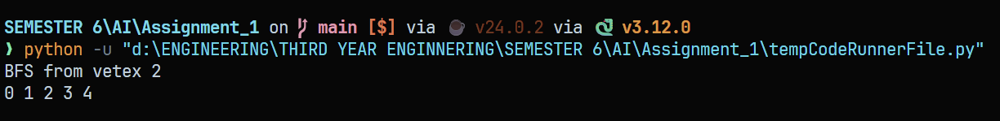 SEMESTER 6\AI\Assignment_1 on main [$] via v24.0.2 via v3.12.0
❯ python -u "d:\ENGINEERING\THIRD YEAR ENGINNERING\SEMESTER 6\AI\Assignment_1\tempCodeRunnerFile.py"
BFS from vetex 2
0 1 2 3 4